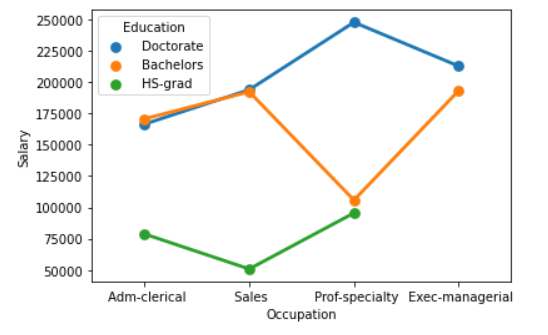 250000
225000
200000
175000
150000
125000
100000
75000
50000
Salary
Education
Doctorate
Bachelors
HS-grad
Adm-clerical Sales Prof-specialty Exec-managerial
Occupation